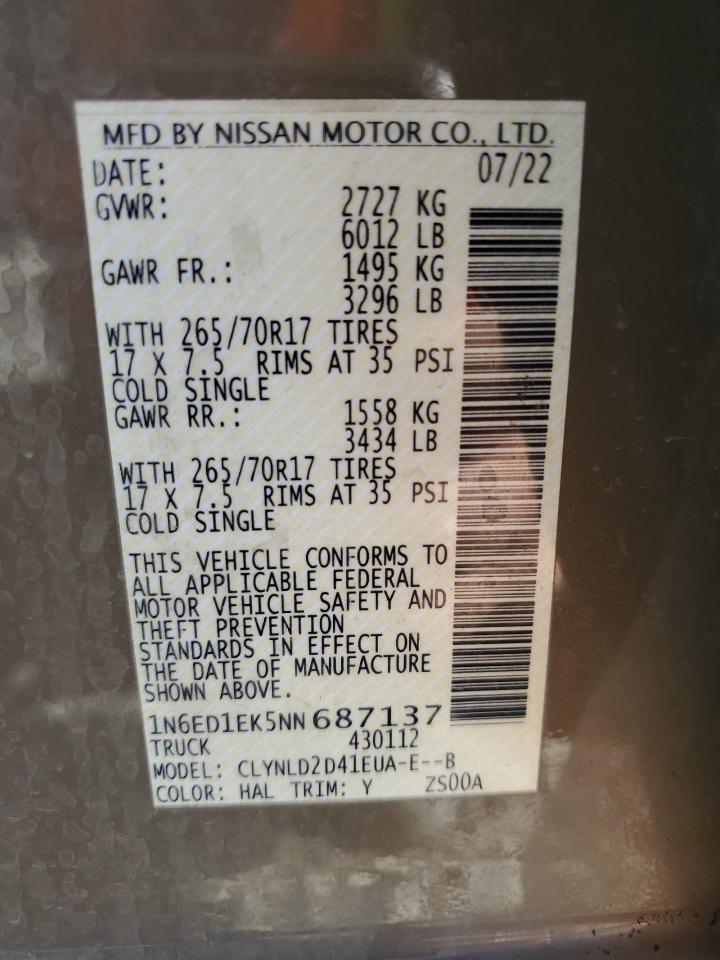 MFD BY NISSAN MOTOR CO., LTD.
DATE: 07/22
GVWR: 2727 KG
6012 LB
GAWR FR.: 1495 KG
3296 LB
WITH 265/70R17 TIRES
17 X 7.5 RIMS AT 35 PSI
COLD SINGLE
GAWR RR.: 1558 KG
3434 LB
WITH 265/70R17 TIRES
17 X 7.5 RIMS AT 35 PSI
COLD SINGLE
THIS VEHICLE CONFORMS TO
ALL APPLICABLE FEDERAL
MOTOR VEHICLE SAFETY AND
THEFT PREVENTION
STANDARDS IN EFFECT ON
THE DATE OF MANUFACTURE
SHOWN ABOVE.
1N6ED1EK5NN687137
TRUCK 430112
MODEL: CLYNLD2D41EUA-E--B
COLOR: HAL TRIM: Y ZS00A